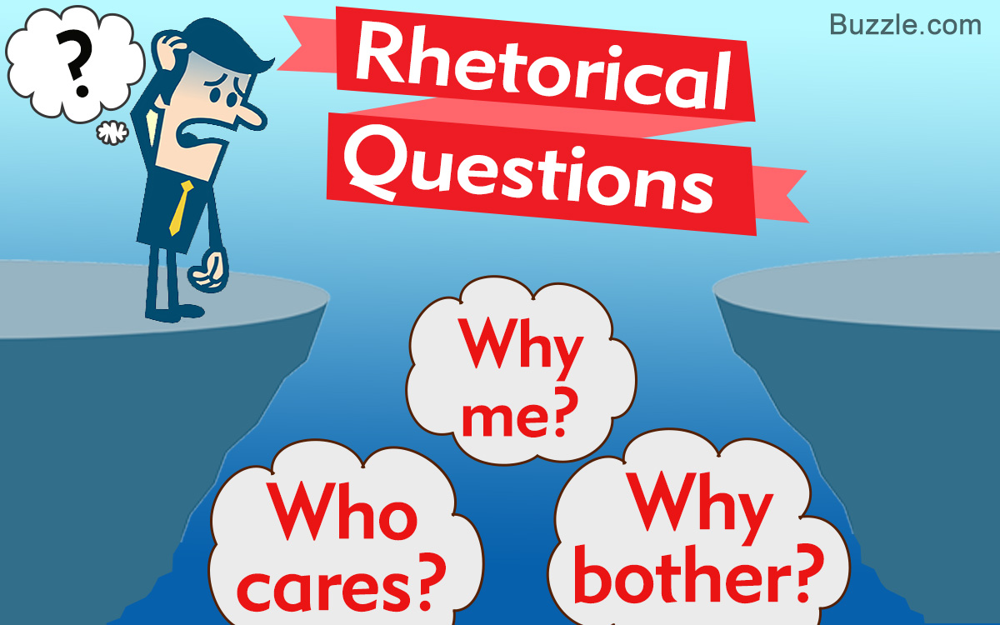 Buzzle.com
?
Rhetorical
Questions
Why
me?
Who
cares?
Why
bother?